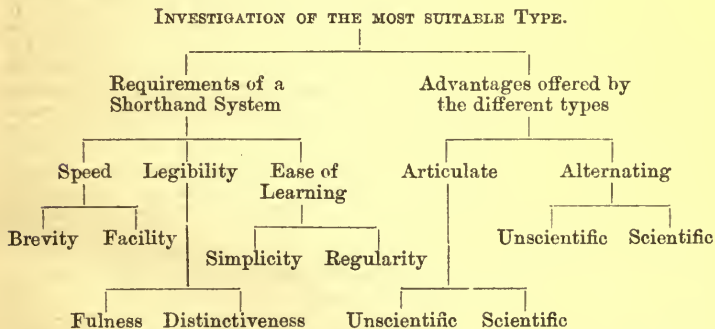 INVESTIGATION OF THE MOST SUITABLE TYPE.
Requirements of a
Shorthand System
Advantages offered by
the different types
Speed Legibility Ease of
Learning
Articulate Alternating
Brevity Facility
Simplicity Regularity
Unscientific Scientific
Fulness Distinctiveness
Unscientific Scientific